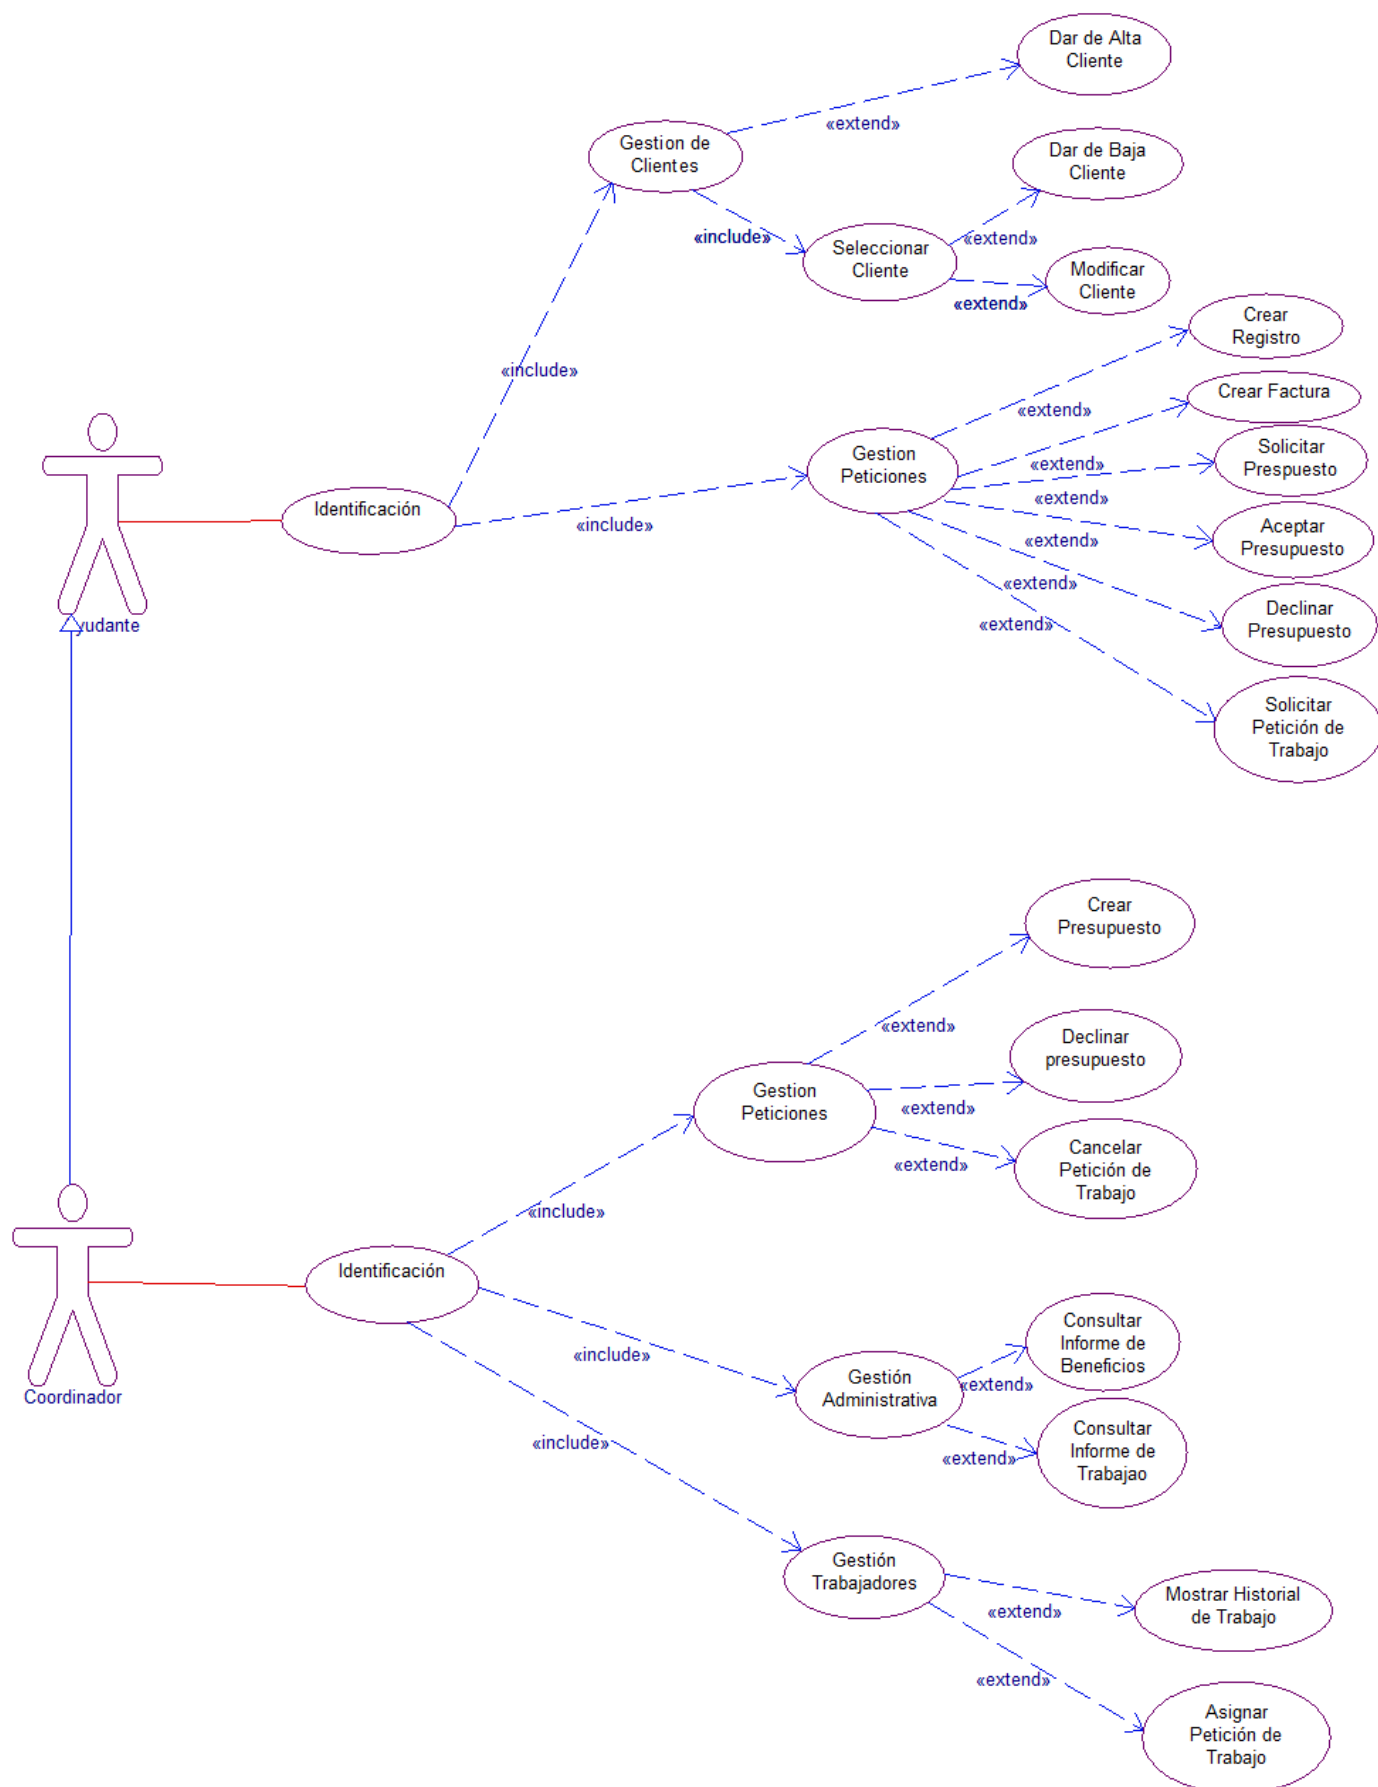 Dar de Alta
Cliente
«extend»
Gestion de
Clientes
Dar de Baja
Cliente
«include»
«extend»
Seleccionar
Cliente
Modificar
Cliente
«extend»
Crear
Registro
«include»
«extend»
Crear Factura
Gestion
Peticiones
Solicitar
Prespuesto
«extend»
«extend»
Identificación
«include»
Aceptar
Presupuesto
«extend»
«extend»
Declinar
Presupuesto
«extend»
yudante
Solicitar
Petición de
Trabajo
Crear
Presupuesto
«extend»
Declinar
presupuesto
Gestion
Peticiones
«extend»
Cancelar
Petición de
Trabajo
«extend»
«include»
Identificación
Consultar
Informe de
Beneficios
«include»
Gestión
Administrativa
«extend»
Coordinador
Consultar
Informe de
Trabajao
«include»
«extend»
Gestión
Trabajadores
Mostrar Historial
de Trabajo
«extend»
«extend»
Asignar
Petición de
Trabajo